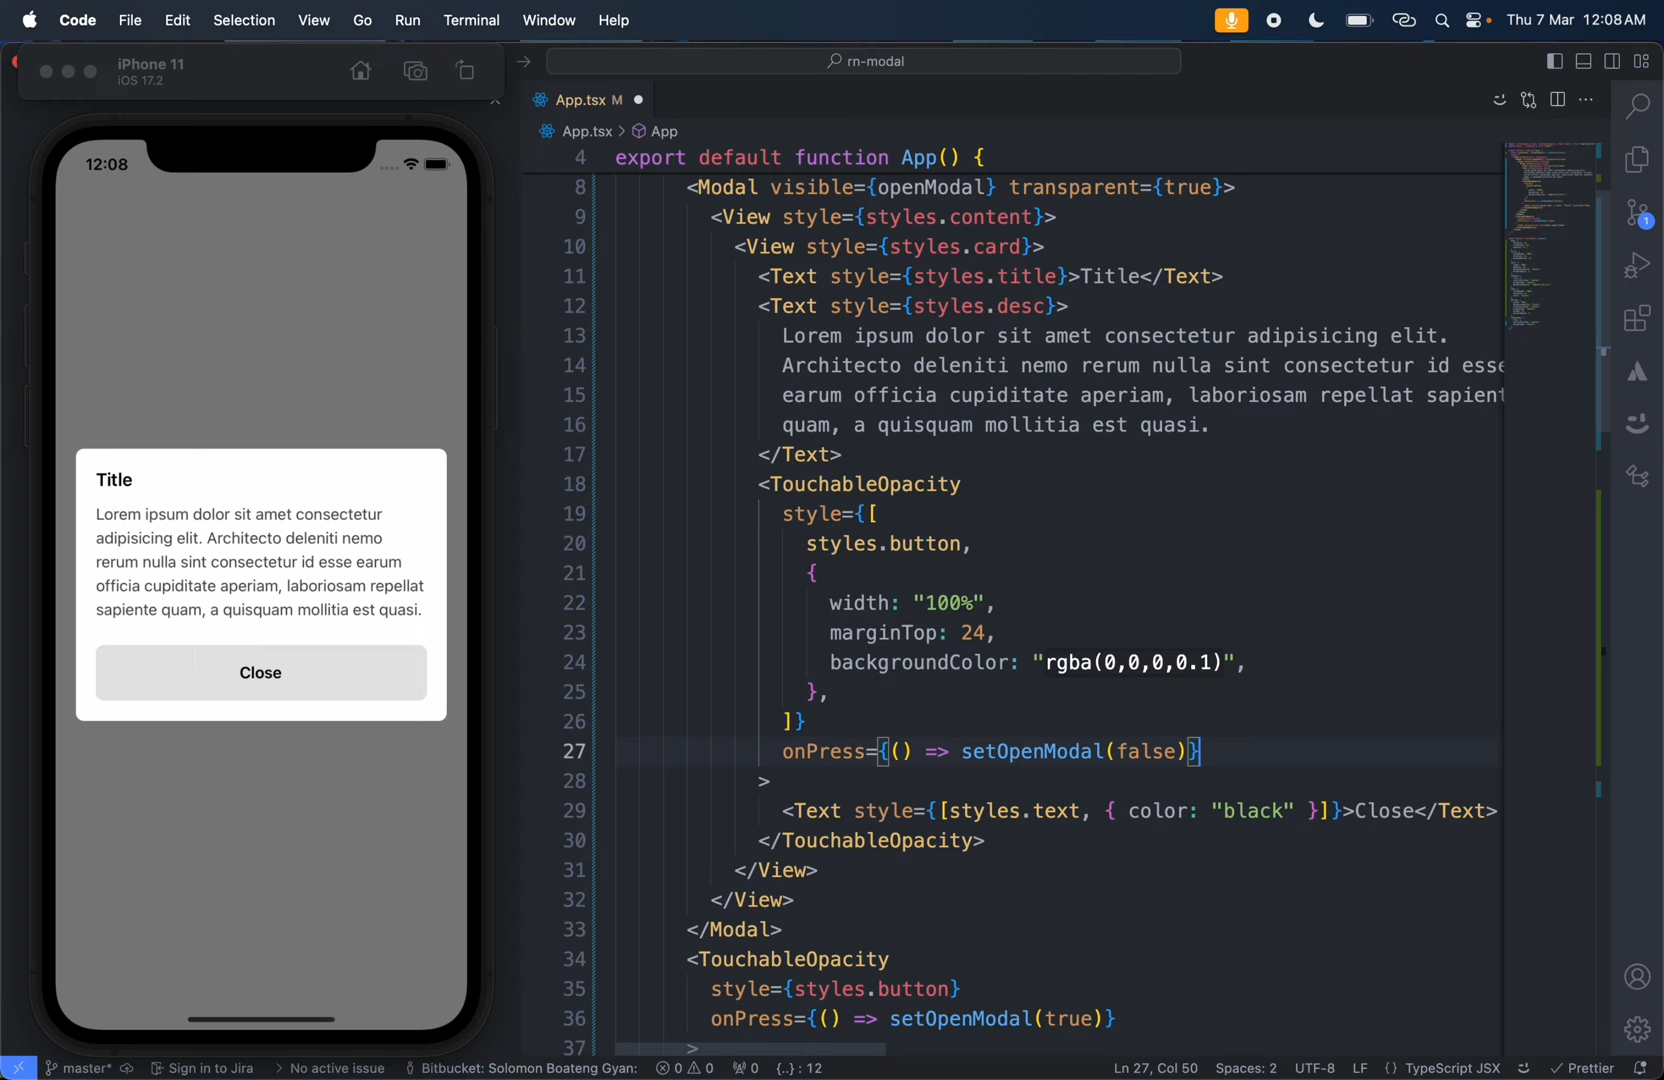 Code File Edit Selection View Go Run Terminal Window Help Thu 7 Mar 12:08 AM
iPhone 11
iOS 17.2
rn-modal
App.tsx M
App.tsx > App
4 export default function App() {
8 <Modal visible={openModal} transparent={true}>
9 <View style={styles.content}>
10 <View style={styles.card}>
11 <Text style={styles.title}>Title</Text>
12 <Text style={styles.desc}>
13 Lorem ipsum dolor sit amet consectetur adipisicing elit.
14 Architecto deleniti nemo rerum nulla sint consectetur id esse
15 earum officia cupiditate aperiam, laboriosam repellat sapient
16 quam, a quisquam mollitia est quasi.
17 </Text>
18 <TouchableOpacity
19 style={[
20 styles.button,
21 {
22 width: "100%",
23 marginTop: 24,
24 backgroundColor: "rgba(0,0,0,0.1)",
25 },
26 ]}
27 onPress={() => setOpenModal(false)}
28 >
29 <Text style={[styles.text, { color: "black" }]}>Close</Text>
30 </TouchableOpacity>
31 </View>
32 </View>
33 </Modal>
34 <TouchableOpacity
35 style={styles.button}
36 onPress={() => setOpenModal(true)}
37 >
12:08
Title
Lorem ipsum dolor sit amet consectetur
adipisicing elit. Architecto deleniti nemo
rerum nulla sint consectetur id esse earum
officia cupiditate aperiam, laboriosam repellat
sapiente quam, a quisquam mollitia est quasi.
Close
1
master* Sign in to Jira > No active issue Bitbucket: Solomon Boateng Gyan: 0 0 0 {..} : 12 Ln 27, Col 50 Spaces: 2 UTF-8 LF {} TypeScript JSX Prettier